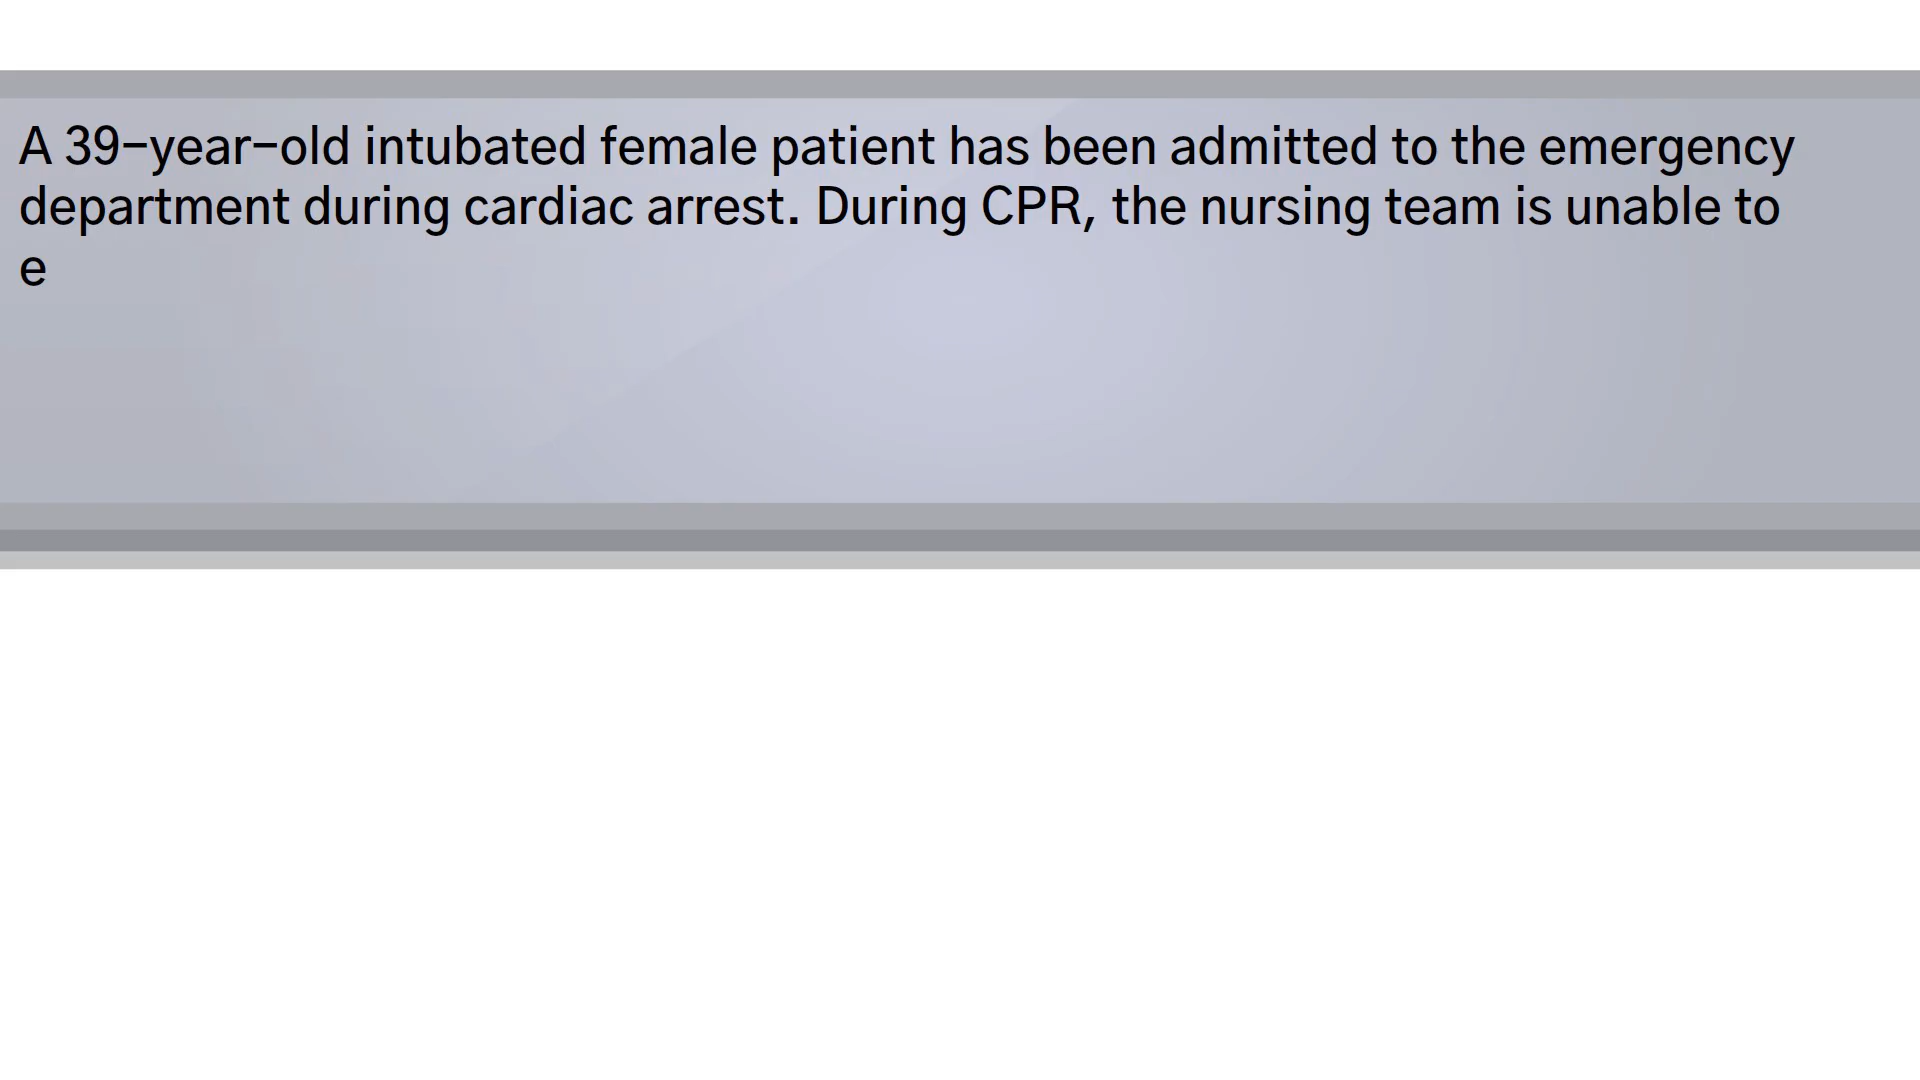 A 39-year-old intubated female patient has been admitted to the emergency
department during cardiac arrest. During CPR, the nursing team is unable to
e